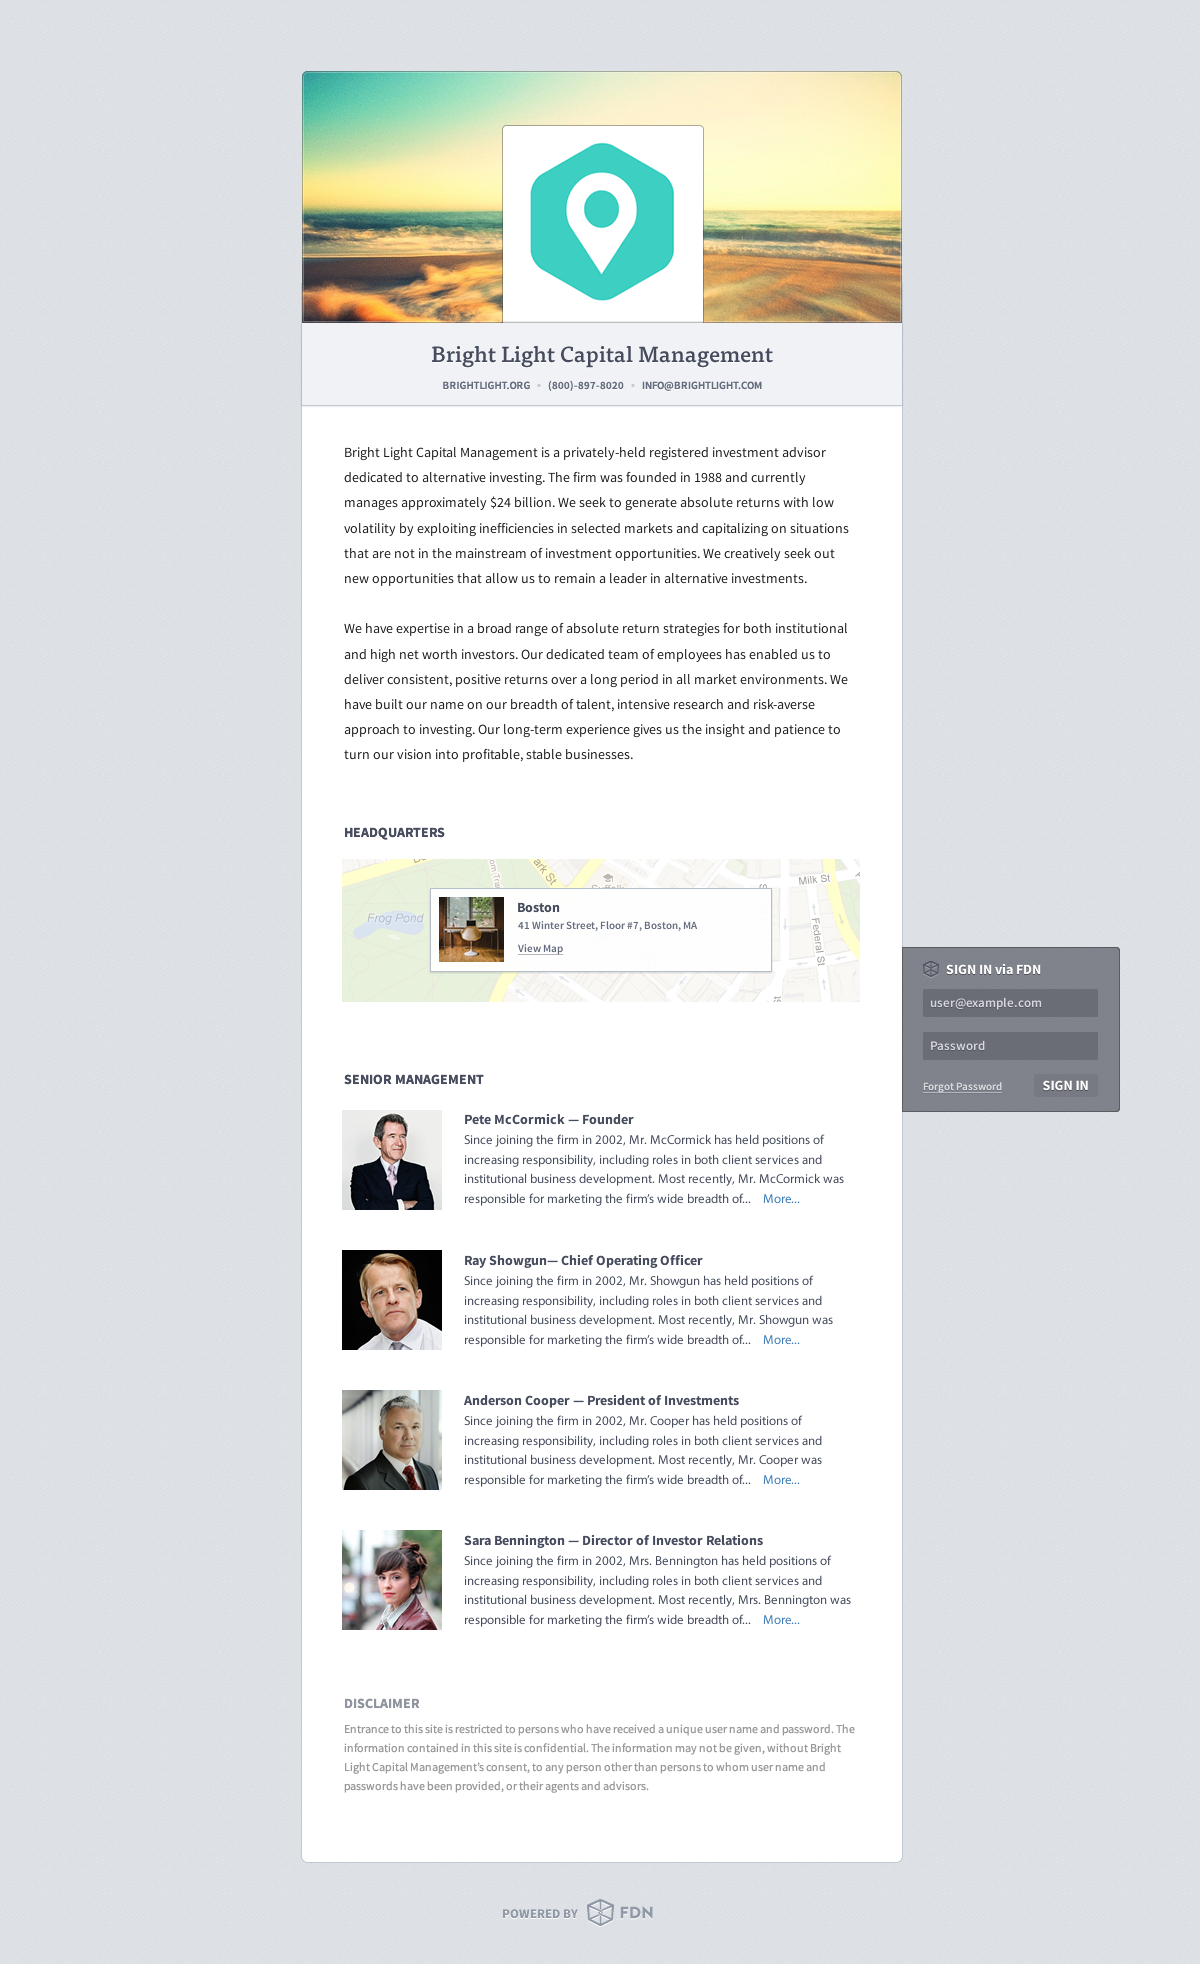 Bright Light Capital Management
BRIGHTLIGHT.ORG • (800)-897-8020 • INFO@BRIGHTLIGHT.COM
Bright Light Capital Management is a privately-held registered investment advisor
dedicated to alternative investing. The firm was founded in 1988 and currently
manages approximately $24 billion. We seek to generate absolute returns with low
volatility by exploiting inefficiencies in selected markets and capitalizing on situations
that are not in the mainstream of investment opportunities. We creatively seek out
new opportunities that allow us to remain a leader in alternative investments.
We have expertise in a broad range of absolute return strategies for both institutional
and high net worth investors. Our dedicated team of employees has enabled us to
deliver consistent, positive returns over a long period in all market environments. We
have built our name on our breadth of talent, intensive research and risk-averse
approach to investing. Our long-term experience gives us the insight and patience to
turn our vision into profitable, stable businesses.
HEADQUARTERS
Milk St
Frog Pond
Federal St
Boston
41 Winter Street, Floor #7, Boston, MA
View Map
SIGN IN via FDN
user@example.com
Password
Forgot Password
SIGN IN
SENIOR MANAGEMENT
Pete McCormick — Founder
Since joining the firm in 2002, Mr. McCormick has held positions of
increasing responsibility, including roles in both client services and
institutional business development. Most recently, Mr. McCormick was
responsible for marketing the firm's wide breadth of... More...
Ray Showgun— Chief Operating Officer
Since joining the firm in 2002, Mr. Showgun has held positions of
increasing responsibility, including roles in both client services and
institutional business development. Most recently, Mr. Showgun was
responsible for marketing the firm's wide breadth of... More...
Anderson Cooper — President of Investments
Since joining the firm in 2002, Mr. Cooper has held positions of
increasing responsibility, including roles in both client services and
institutional business development. Most recently, Mr. Cooper was
responsible for marketing the firm's wide breadth of... More...
Sara Bennington — Director of Investor Relations
Since joining the firm in 2002, Mrs. Bennington has held positions of
increasing responsibility, including roles in both client services and
institutional business development. Most recently, Mrs. Bennington was
responsible for marketing the firm's wide breadth of... More...
DISCLAIMER
Entrance to this site is restricted to persons who have received a unique user name and password. The
information contained in this site is confidential. The information may not be given, without Bright
Light Capital Management's consent, to any person other than persons to whom user name and
passwords have been provided, or their agents and advisors.
POWERED BY FDN